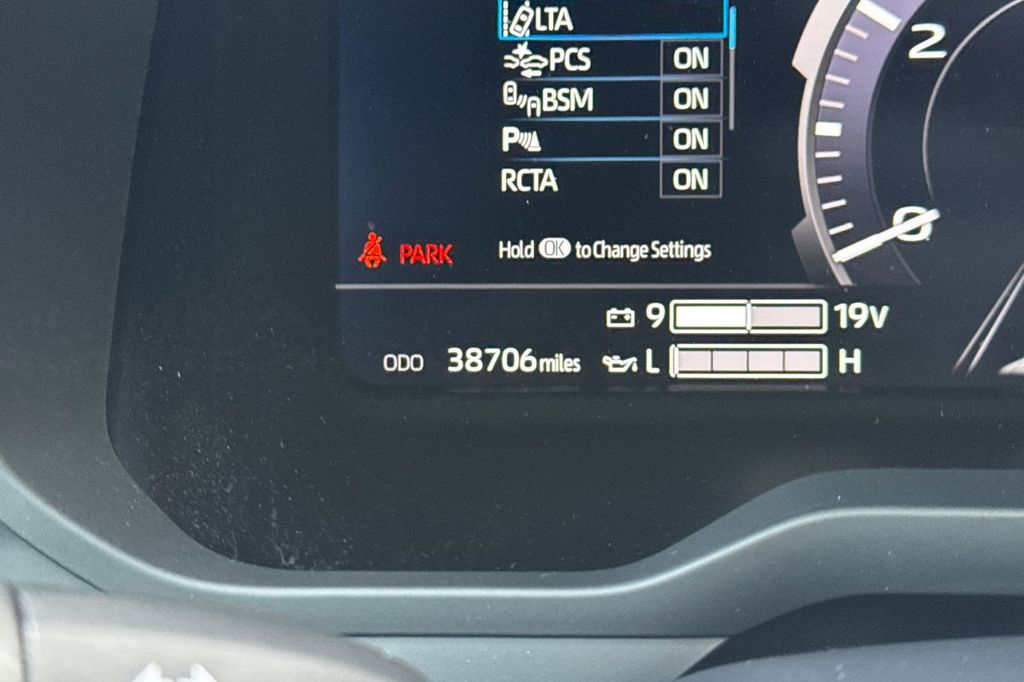 LTA
PCS ON
BSM ON
P ON
RCTA ON
2
0
PARK
Hold OK to Change Settings
9 19V
ODO 38706 miles L H